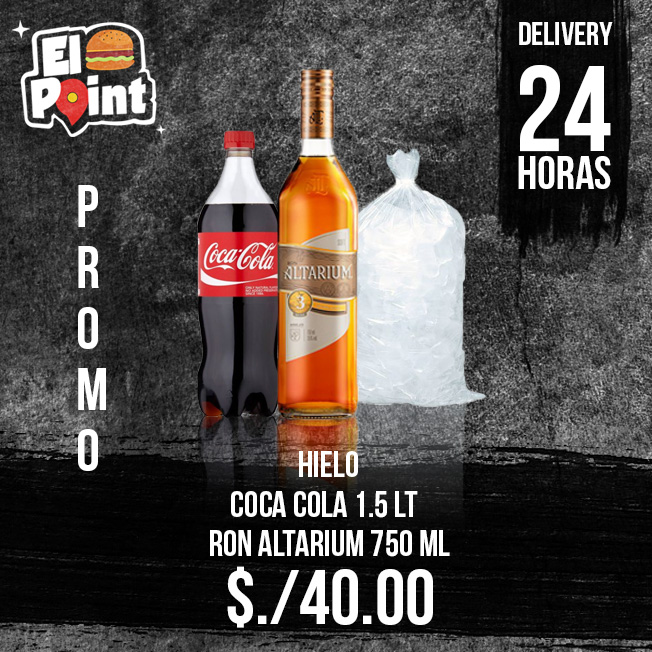 El
Point
DELIVERY
24
HORAS
PROMO
Coca-Cola
ALTARIUM
3
HIELO
COCA COLA 1.5 LT
RON ALTARIUM 750 ML
$./40.00